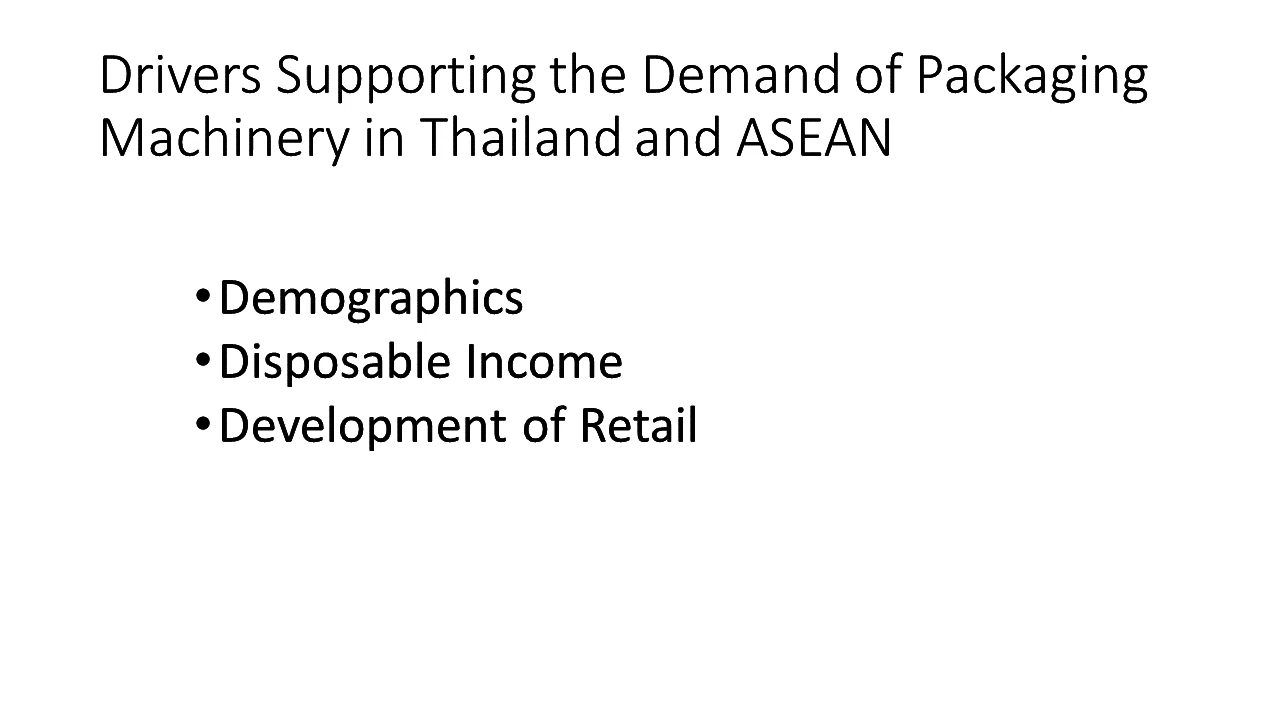 Drivers Supporting the Demand of Packaging
Machinery in Thailand and ASEAN
•Demographics
•Disposable Income
•Development of Retail